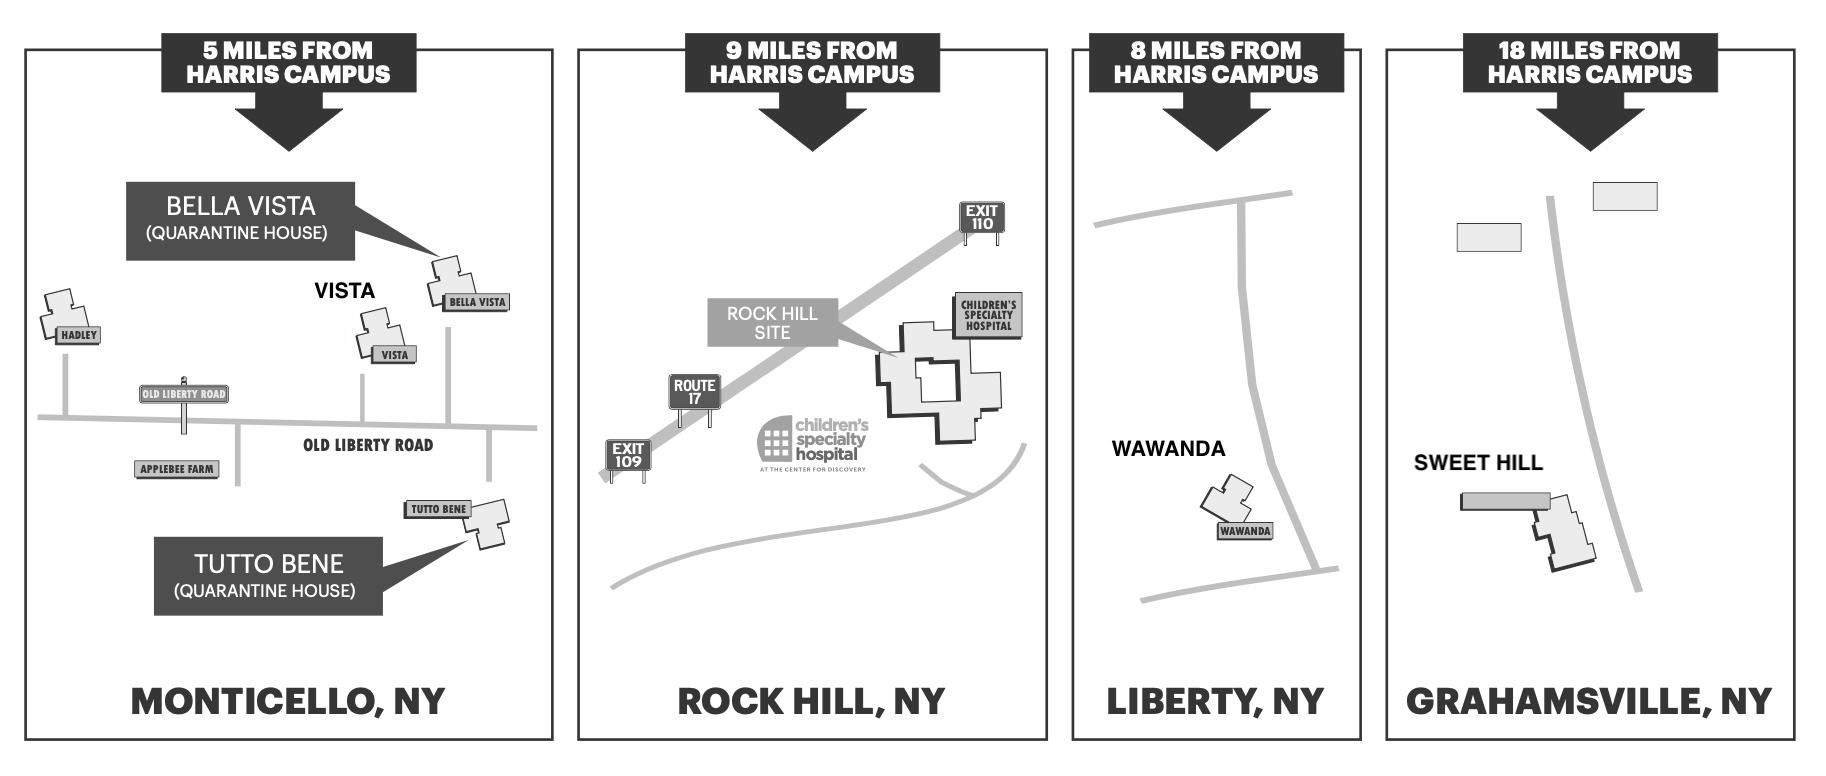 5 MILES FROM
HARRIS CAMPUS
BELLA VISTA
(QUARANTINE HOUSE)
VISTA
BELLA VISTA
HADLEY
VISTA
OLD LIBERTY ROAD
OLD LIBERTY ROAD
APPLEBEE FARM
TUTTO BENE
TUTTO BENE
(QUARANTINE HOUSE)
MONTICELLO, NY
9 MILES FROM
HARRIS CAMPUS
EXIT
110
ROCK HILL
SITE
CHILDREN'S
SPECIALTY
HOSPITAL
ROUTE
17
EXIT
109
children's
specialty
hospital
AT THE CENTER FOR DISCOVERY
ROCK HILL, NY
8 MILES FROM
HARRIS CAMPUS
WAWANDA
WAWANDA
LIBERTY, NY
18 MILES FROM
HARRIS CAMPUS
SWEET HILL
GRAHAMSVILLE, NY